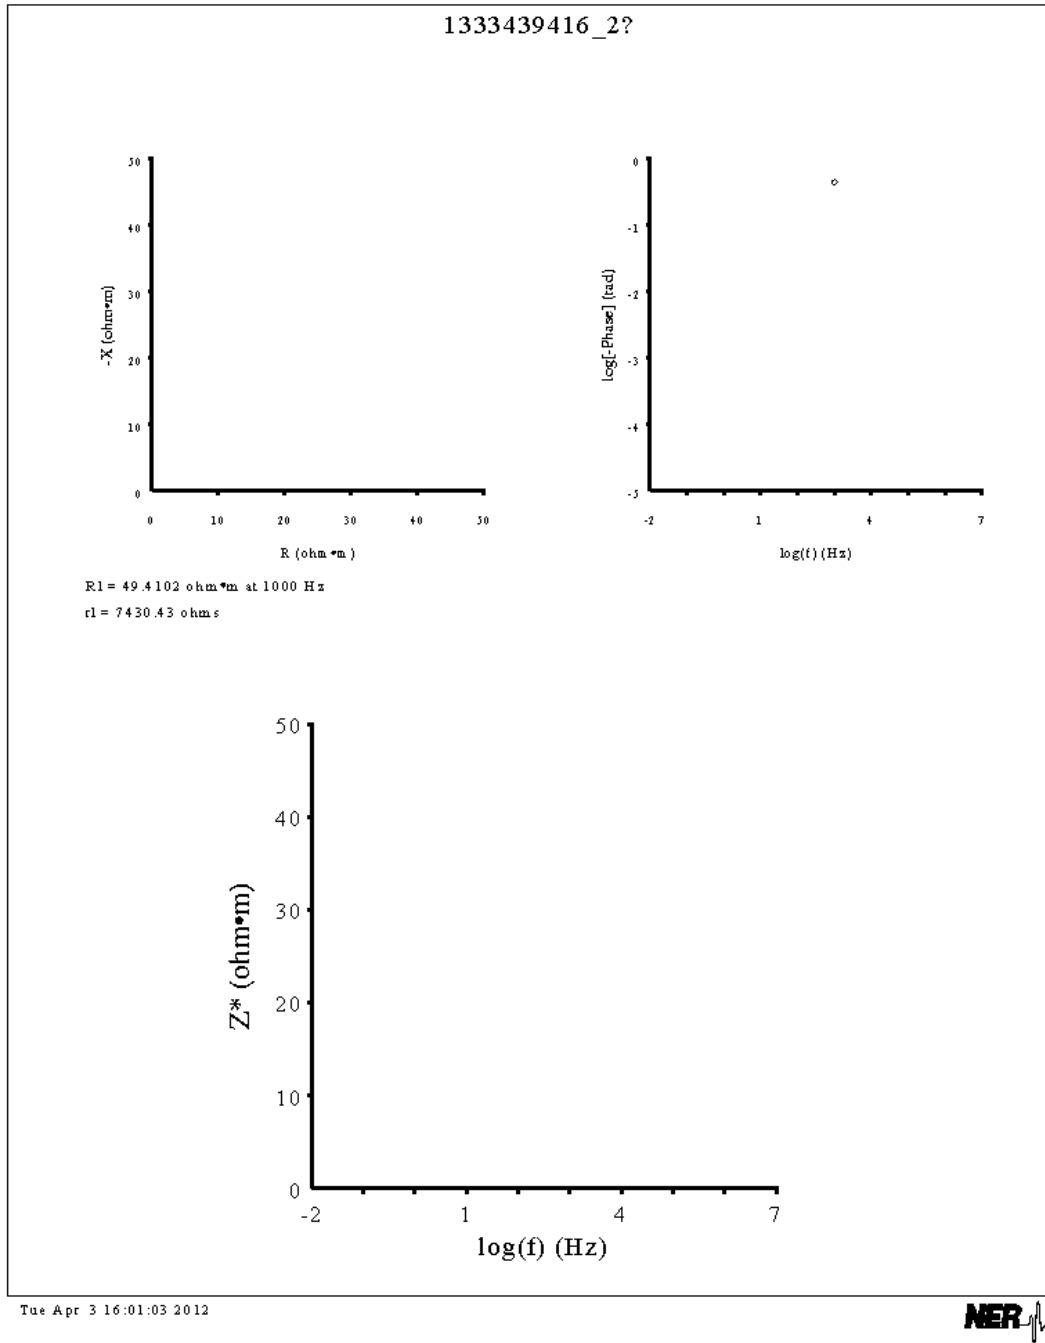 1333439416_2?
50
40
30
20
10
0
-X (ohm•m)
0 10 20 30 40 50
R (ohm•m)
0
-1
-2
-3
-4
-5
log[-Phase] (rad)
-2 1 4 7
log(f) (Hz)
R1 = 49.4102 ohm•m at 1000 Hz
r1 = 7430.43 ohms
50
40
30
20
10
0
Z* (ohm•m)
-2 1 4 7
log(f) (Hz)
Tue Apr 3 16:01:03 2012
NER